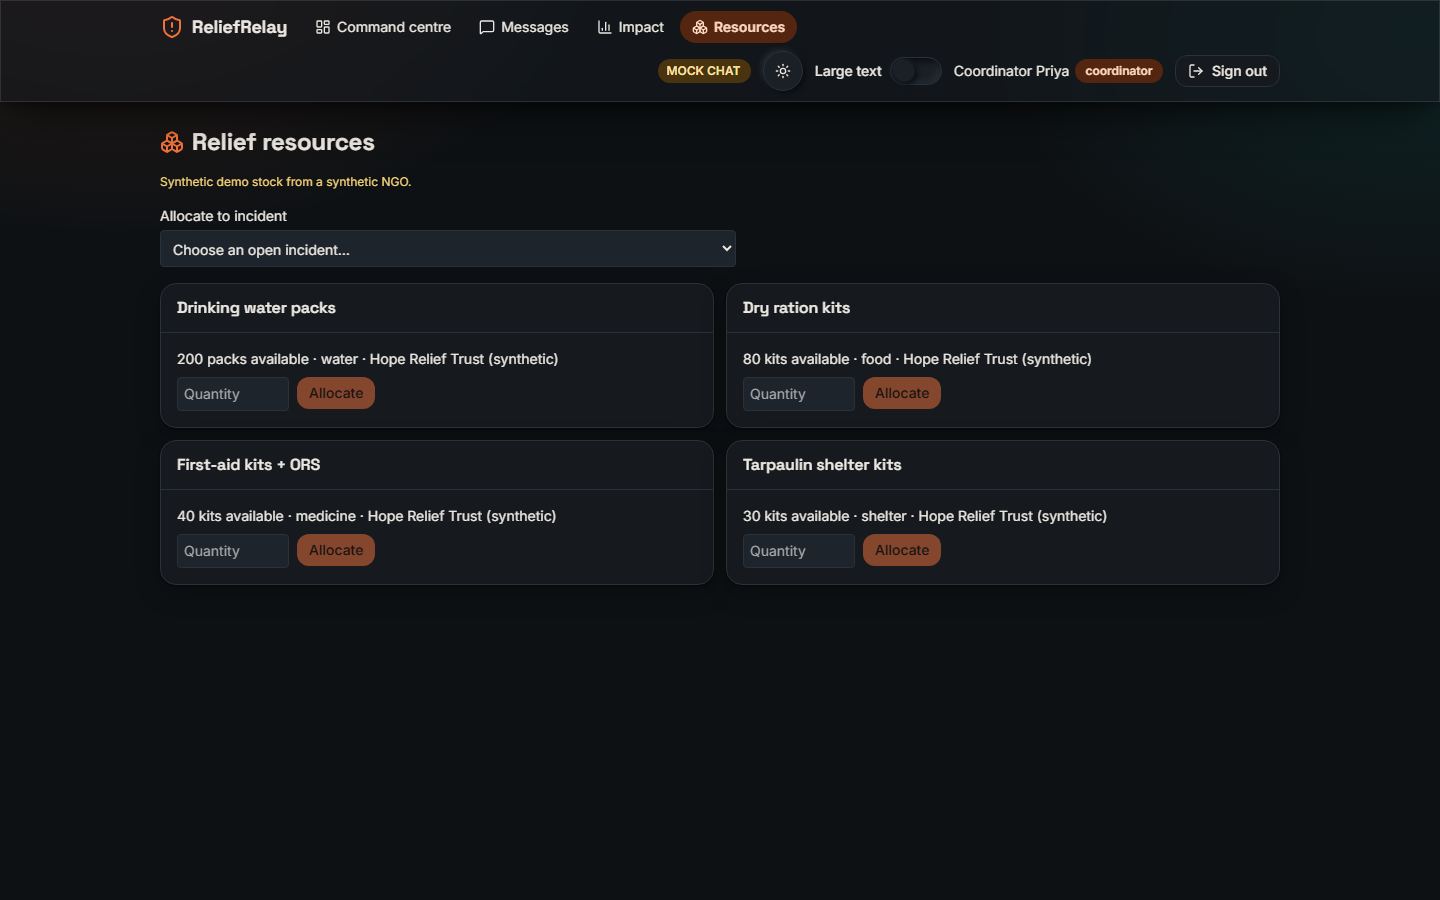 ReliefRelay Command centre Messages Impact Resources
MOCK CHAT Large text Coordinator Priya coordinator Sign out
Relief resources
Synthetic demo stock from a synthetic NGO.
Allocate to incident
Choose an open incident...
Drinking water packs
200 packs available · water · Hope Relief Trust (synthetic)
Quantity Allocate
Dry ration kits
80 kits available · food · Hope Relief Trust (synthetic)
Quantity Allocate
First-aid kits + ORS
40 kits available · medicine · Hope Relief Trust (synthetic)
Quantity Allocate
Tarpaulin shelter kits
30 kits available · shelter · Hope Relief Trust (synthetic)
Quantity Allocate